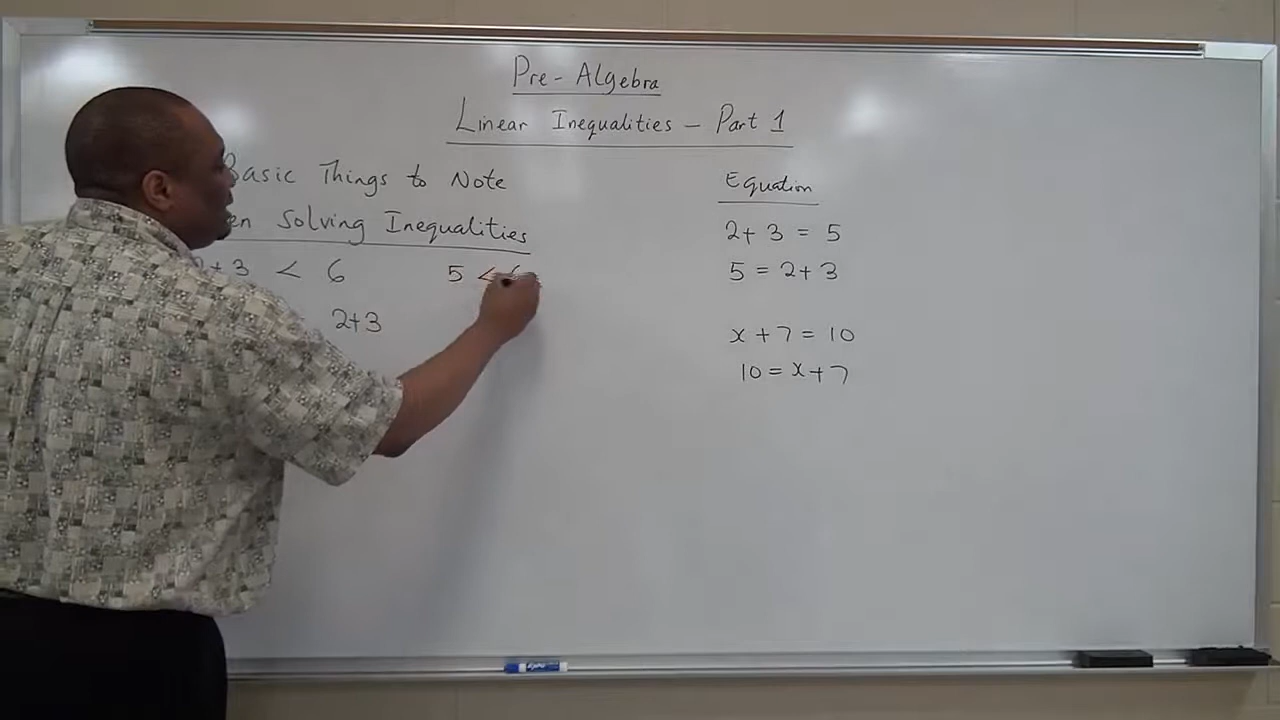 Pre-Algebra
Linear Inequalities - Part 1
Basic Things to Note
Solving Inequalities
2+3 < 6
5 < 6
2+3
Equation
2+3 = 5
5 = 2+3
x + 7 = 10
10 = x + 7